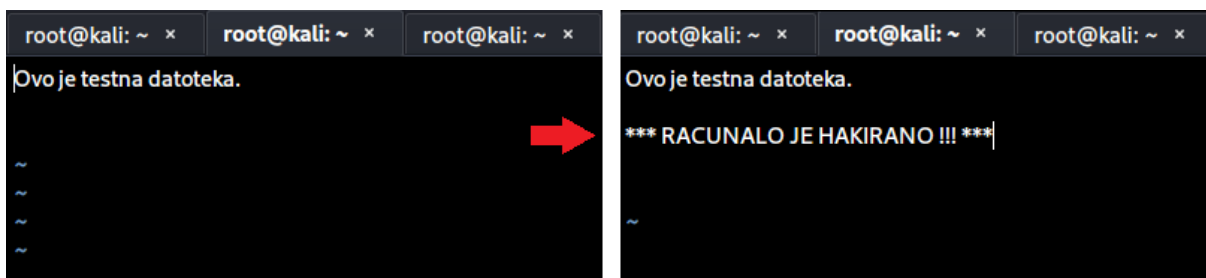 root@kali: ~ × root@kali: ~ × root@kali: ~ ×
Ovo je testna datoteka.
~
~
~
~
root@kali: ~ × root@kali: ~ × root@kali: ~ ×
Ovo je testna datoteka.
*** RACUNALO JE HAKIRANO !!! ***
~